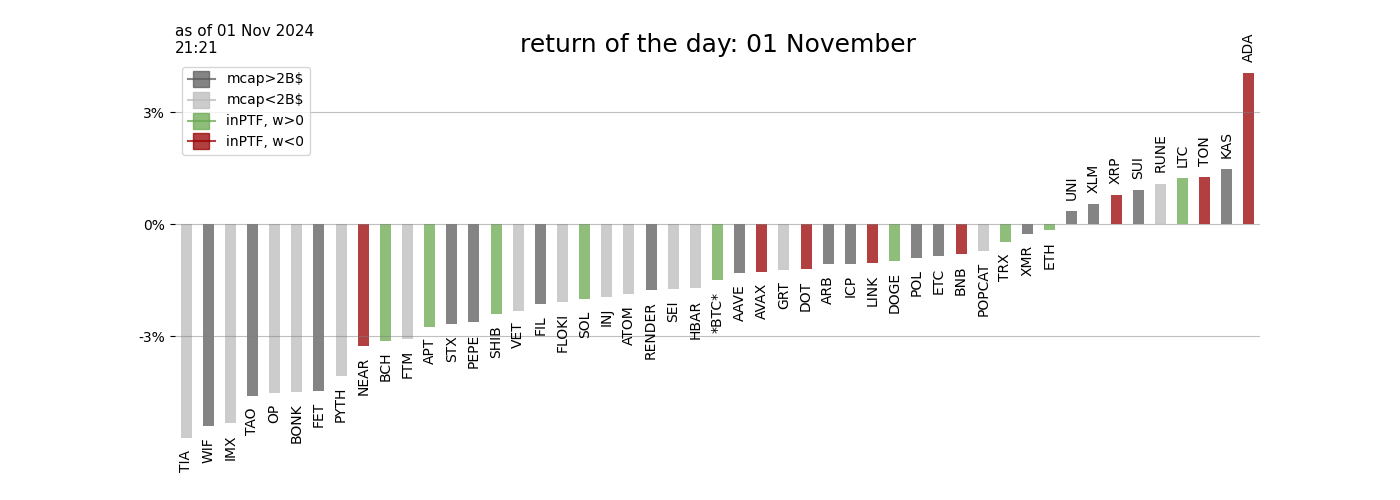 as of 01 Nov 2024
21:21
return of the day: 01 November
mcap>2B$
mcap<2B$
inPTF, w>0
inPTF, w<0
3%
0%
-3%
TIA
WIF
IMX
TAO
OP
BONK
FET
PYTH
NEAR
BCH
FTM
APT
STX
PEPE
SHIB
VET
FIL
FLOKI
SOL
INJ
ATOM
RENDER
SEI
HBAR
*BTC*
AAVE
AVAX
GRT
DOT
ARB
ICP
LINK
DOGE
POL
ETC
BNB
POPCAT
TRX
XMR
ETH
UNI
XLM
XRP
SUI
RUNE
LTC
TON
KAS
ADA